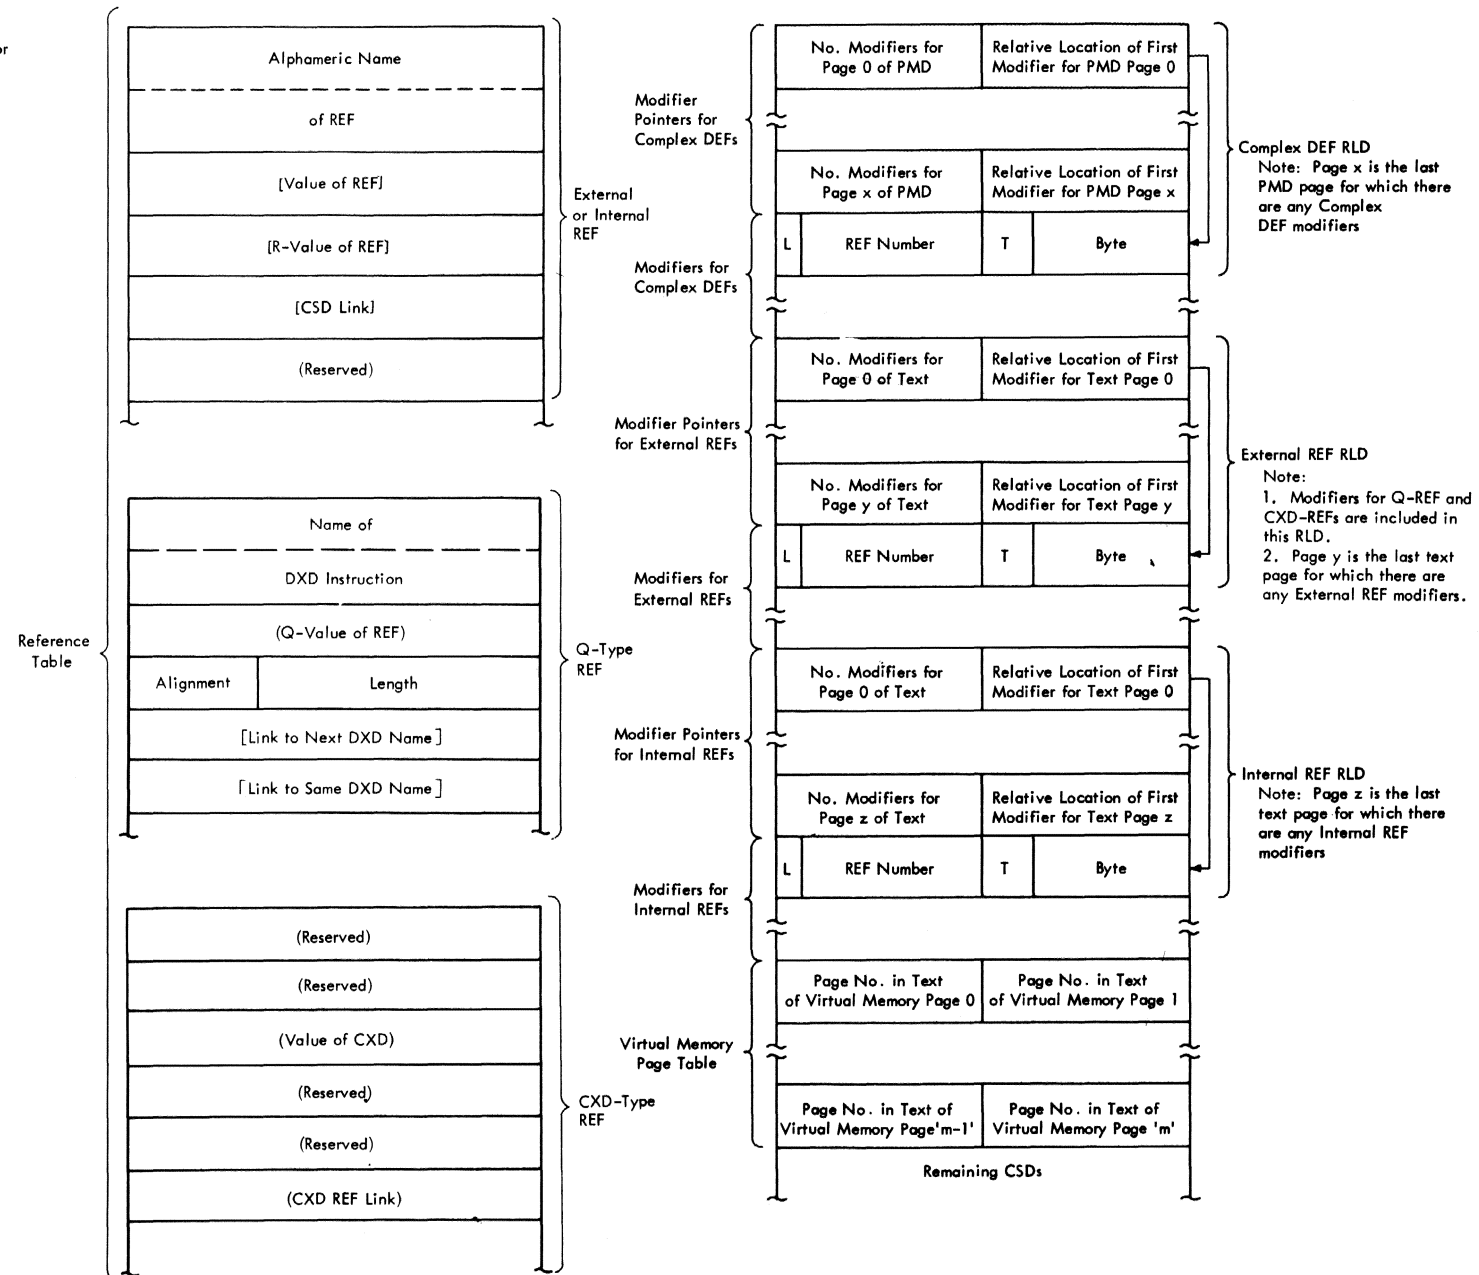 or
Reference
Table
Alphameric Name
of REF
[Value of REF]
[R-Value of REF]
[CSD Link]
(Reserved)
External
or Internal
REF
Name of
DXD Instruction
(Q-Value of REF)
Alignment
Length
[Link to Next DXD Name]
[Link to Same DXD Name]
Q-Type
REF
(Reserved)
(Reserved)
(Value of CXD)
(Reserved)
(Reserved)
(CXD REF Link)
CXD-Type
REF
Modifier
Pointers for
Complex DEFs
No. Modifiers for
Page 0 of PMD
Relative Location of First
Modifier for PMD Page 0
No. Modifiers for
Page x of PMD
Relative Location of First
Modifier for PMD Page x
Modifiers for
Complex DEFs
L
REF Number
T
Byte
Complex DEF RLD
Note: Page x is the last
PMD page for which there
are any Complex
DEF modifiers
Modifier Pointers
for External REFs
No. Modifiers for
Page 0 of Text
Relative Location of First
Modifier for Text Page 0
No. Modifiers for
Page y of Text
Relative Location of First
Modifier for Text Page y
Modifiers for
External REFs
L
REF Number
T
Byte
External REF RLD
Note:
1. Modifiers for Q-REF and
CXD-REFs are included in
this RLD.
2. Page y is the last text
page for which there are
any External REF modifiers.
Modifier Pointers
for Internal REFs
No. Modifiers for
Page 0 of Text
Relative Location of First
Modifier for Text Page 0
No. Modifiers for
Page z of Text
Relative Location of First
Modifier for Text Page z
Modifiers for
Internal REFs
L
REF Number
T
Byte
Internal REF RLD
Note: Page z is the last
text page for which there
are any Internal REF
modifiers
Virtual Memory
Page Table
Page No. in Text
of Virtual Memory Page 0
Page No. in Text
of Virtual Memory Page 1
Page No. in Text of
Virtual Memory Page'm-1'
Page No. in Text of
Virtual Memory Page 'm'
Remaining CSDs